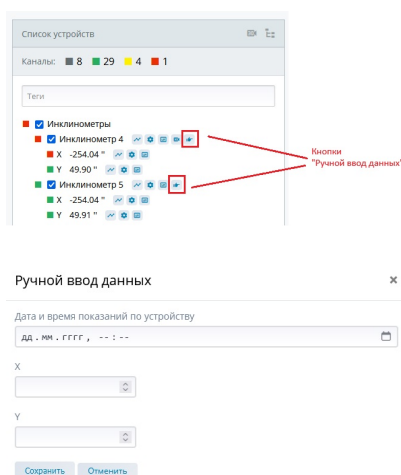 Список устройств
Каналы: 8 29 4 1
Теги
Инклинометры
Инклинометр 4
X -254.04 "
Y 49.90 "
Инклинометр 5
X -254.04 "
Y 49.91 "
Кнопки
"Ручной ввод данных"
Ручной ввод данных
Дата и время показаний по устройству
дд.мм.гггг, --:--
X
Y
Сохранить Отменить